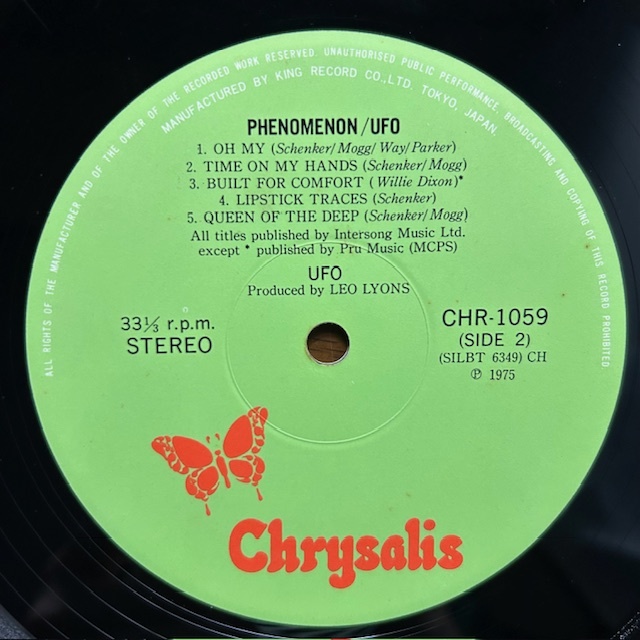 ALL RIGHTS OF THE MANUFACTURER AND OF THE OWNER OF THE RECORDED WORK RESERVED. UNAUTHORISED PUBLIC PERFORMANCE, BROADCASTING AND COPYING OF THIS RECORD PROHIBITED
MANUFACTURED BY KING RECORD CO., LTD. TOKYO, JAPAN.
PHENOMENON/UFO
1. OH MY (Schenker/Mogg/Way/Parker)
2. TIME ON MY HANDS (Schenker/Mogg)
3. BUILT FOR COMFORT (Willie Dixon)*
4. LIPSTICK TRACES (Schenker)
5. QUEEN OF THE DEEP (Schenker/Mogg)
All titles published by Intersong Music Ltd.
except * published by Pru Music (MCPS)
UFO
Produced by LEO LYONS
33⅓ r.p.m.
STEREO
CHR-1059
(SIDE 2)
(SILBT 6349) CH
℗ 1975
Chrysalis